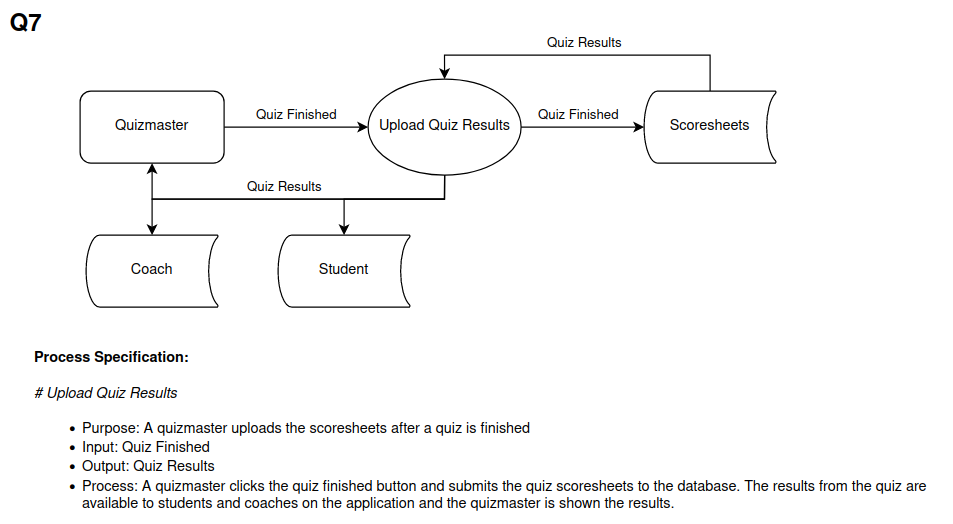 Q7
Quiz Results
Quizmaster
Quiz Finished
Upload Quiz Results
Quiz Finished
Scoresheets
Quiz Results
Coach
Student
Process Specification:
# Upload Quiz Results
• Purpose: A quizmaster uploads the scoresheets after a quiz is finished
• Input: Quiz Finished
• Output: Quiz Results
• Process: A quizmaster clicks the quiz finished button and submits the quiz scoresheets to the database. The results from the quiz are
available to students and coaches on the application and the quizmaster is shown the results.